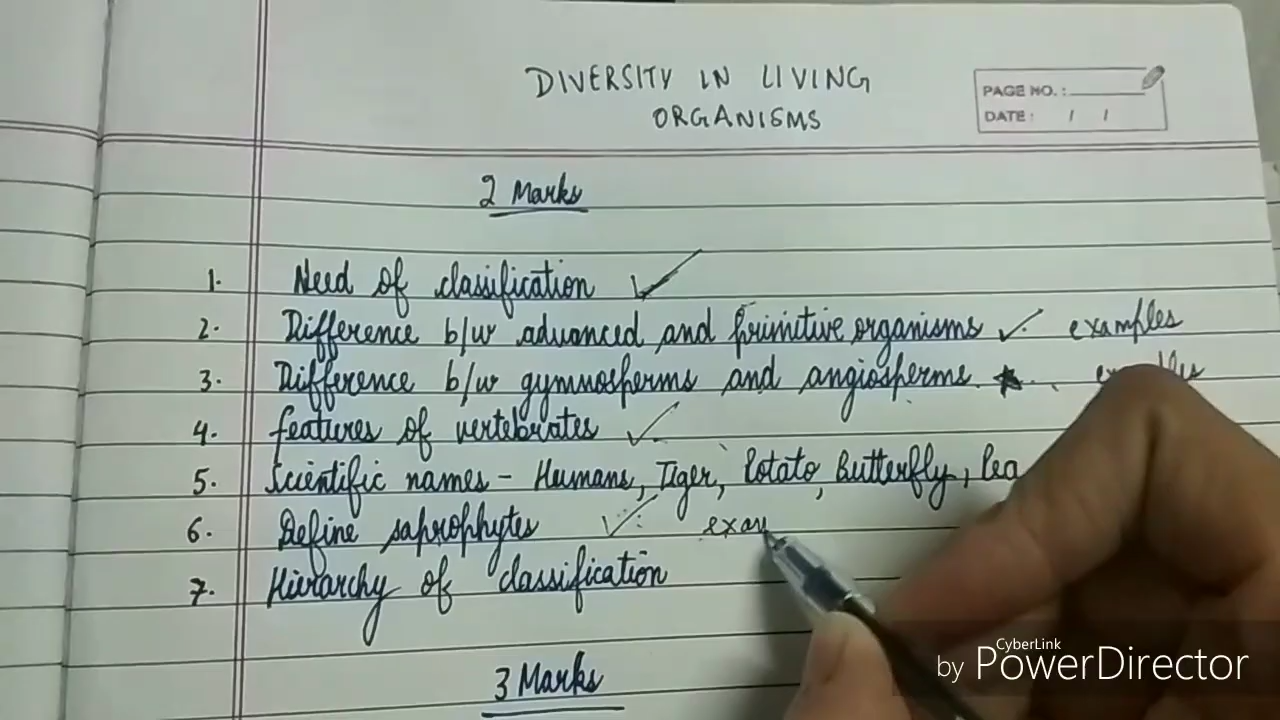 DIVERSITY IN LIVING
ORGANISMS
PAGE NO. :
DATE : / /
2 Marks
1. Need of classification
2. Difference b/w advanced and primitive organisms examples
3. Difference b/w gymnosperms and angiosperms.
4. features of vertebrates
5. Scientific names - Humans, Tiger, Potato, Butterfly, Pea
6. Define saprophytes exam
7. Hierarchy of classification
3 Marks
CyberLink
by PowerDirector